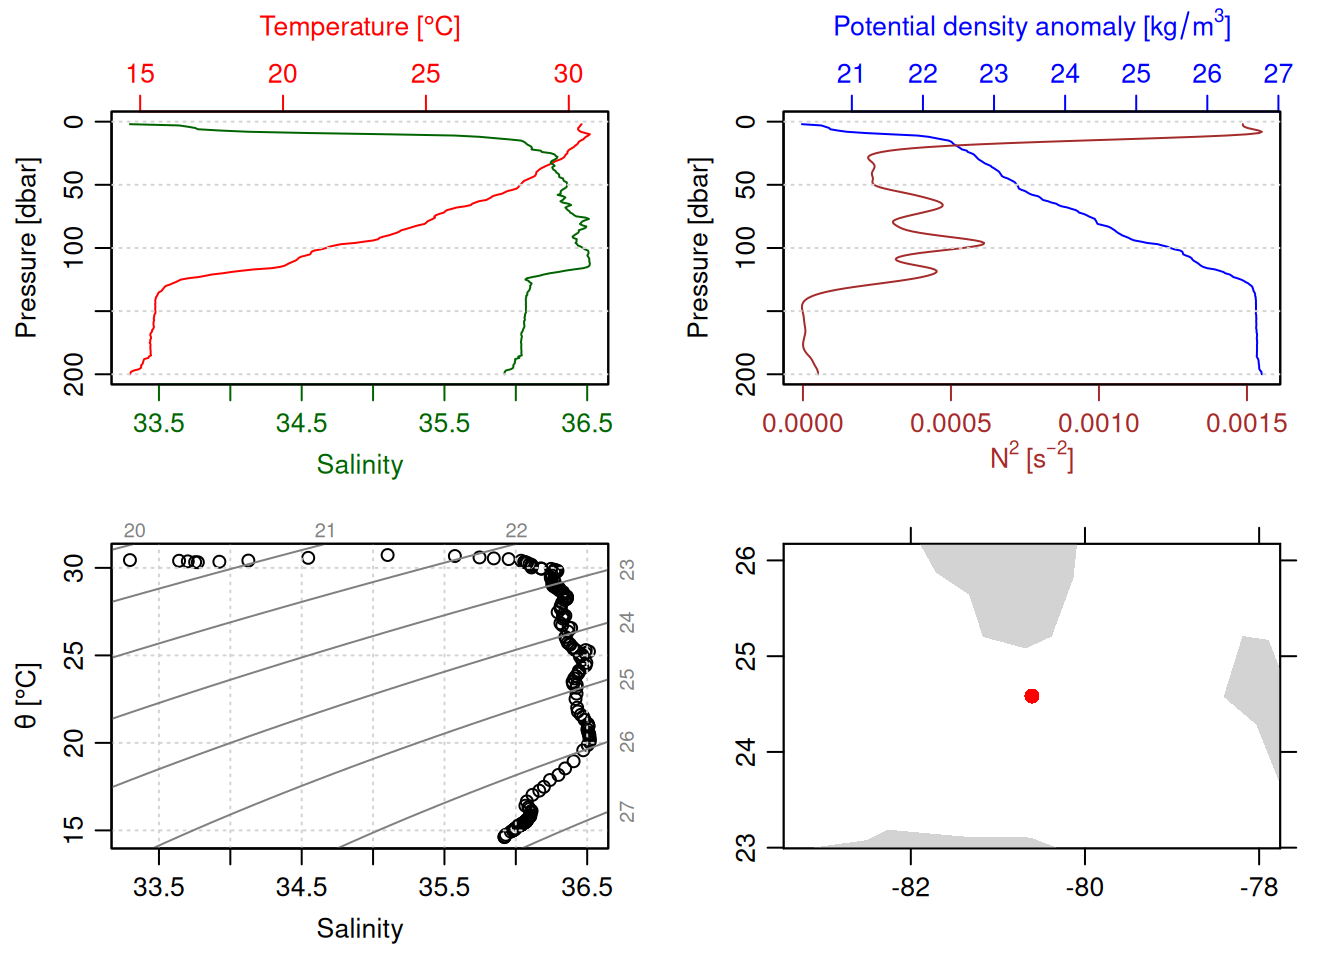 Temperature [°C]
15 20 25 30
Pressure [dbar]
0 50 100 200
33.5 34.5 35.5 36.5
Salinity
Potential density anomaly [kg/m³]
21 22 23 24 25 26 27
Pressure [dbar]
0 50 100 200
0.0000 0.0005 0.0010 0.0015
N² [s⁻²]
20 21 22
θ [°C]
30 25 20 15
23 24 25 26 27
33.5 34.5 35.5 36.5
Salinity
26 25 24 23
-82 -80 -78